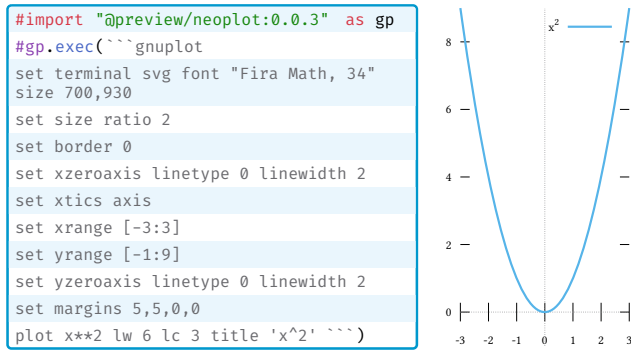 #import "@preview/neoplot:0.0.3" as gp
#gp.exec(```gnuplot
set terminal svg font "Fira Math, 34"
size 700,930
set size ratio 2
set border 0
set xzeroaxis linetype 0 linewidth 2
set xtics axis
set xrange [-3:3]
set yrange [-1:9]
set yzeroaxis linetype 0 linewidth 2
set margins 5,5,0,0
plot x**2 lw 6 lc 3 title 'x^2' ```)
x²
8
6
4
2
0
-3 -2 -1 0 1 2 3